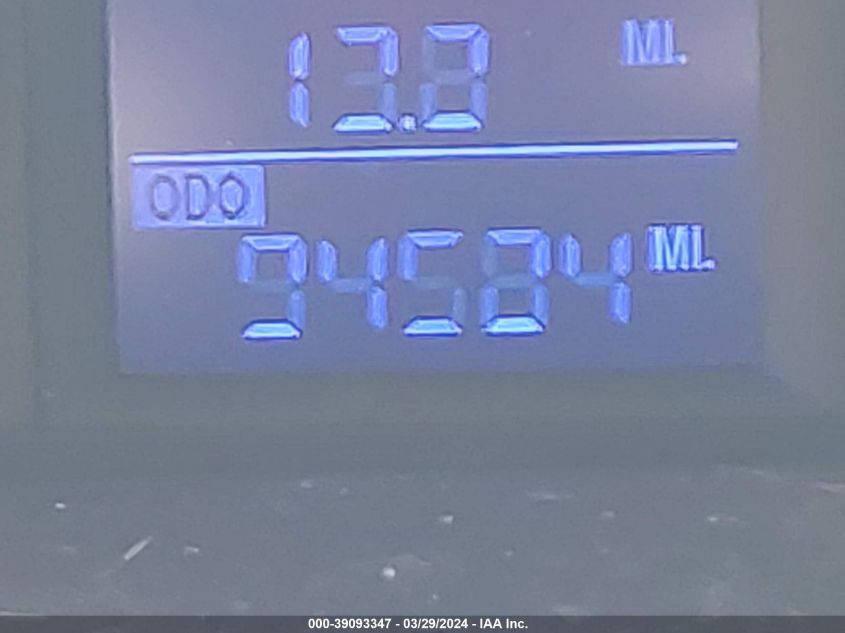 13.8 MI.
ODO
94584 MI.
000-39093347 - 03/29/2024 - IAA Inc.